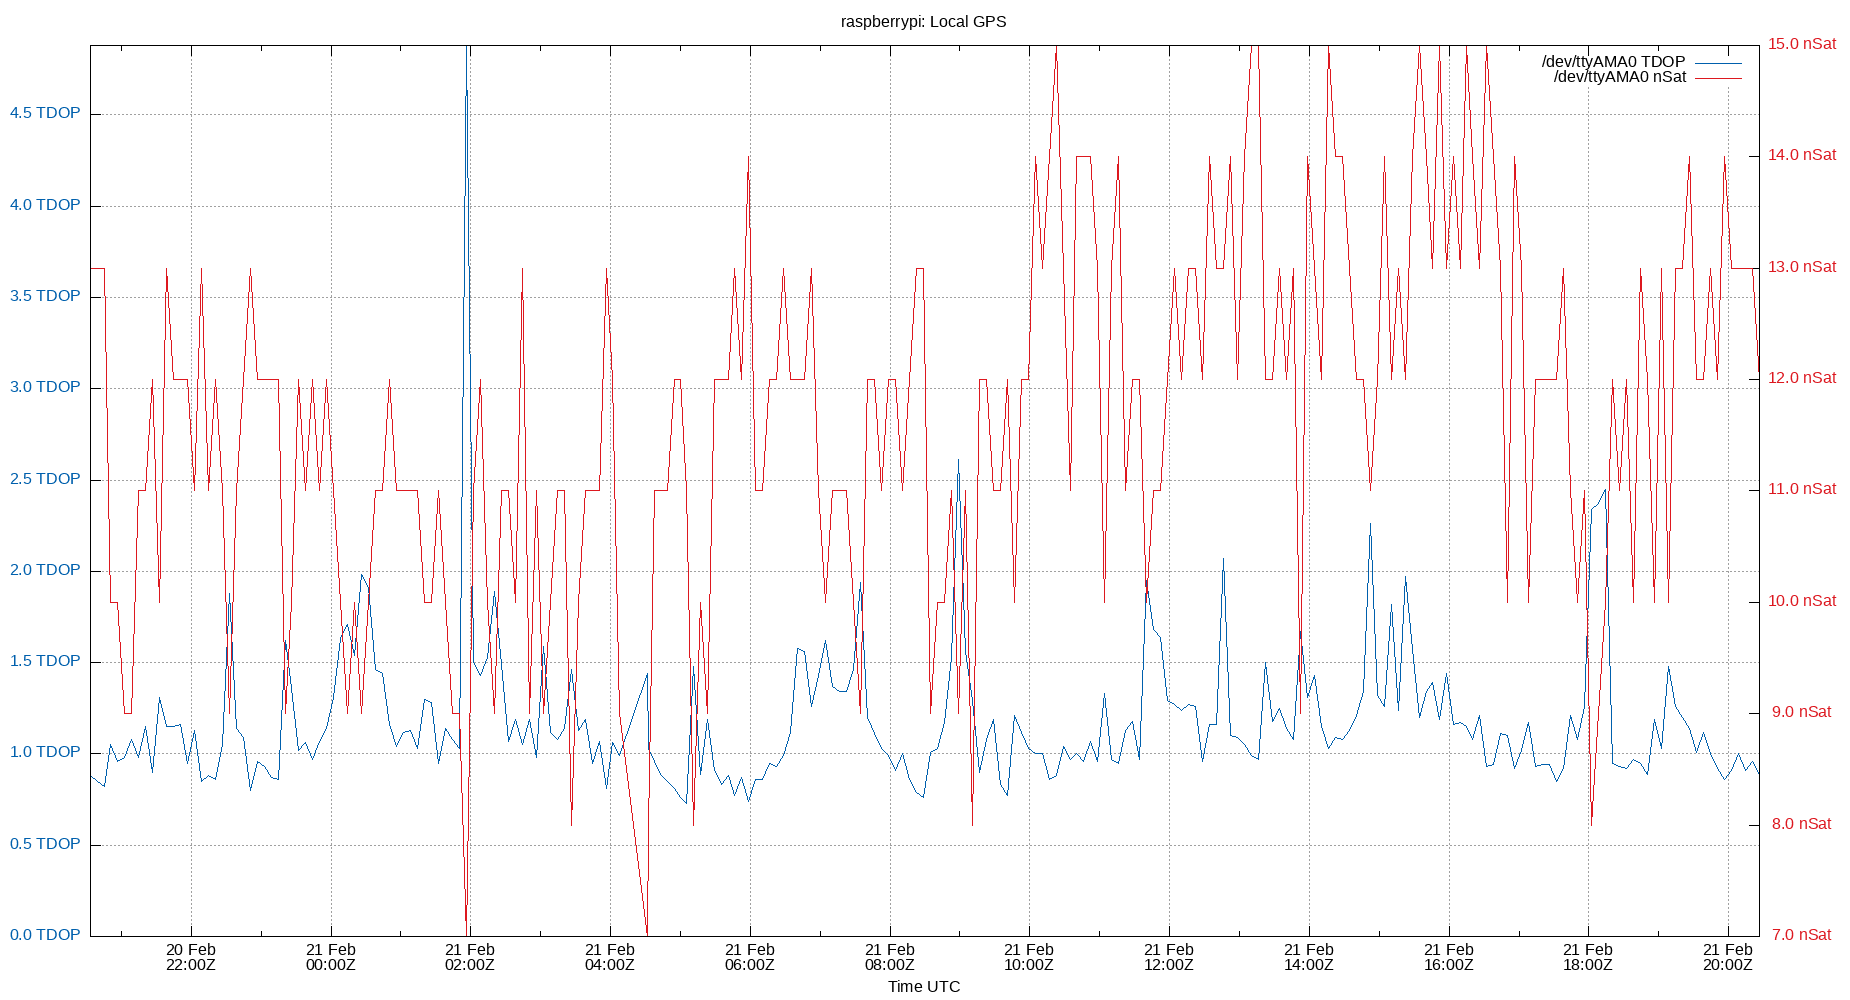 raspberrypi: Local GPS
/dev/ttyAMA0 TDOP
/dev/ttyAMA0 nSat
4.5 TDOP
4.0 TDOP
3.5 TDOP
3.0 TDOP
2.5 TDOP
2.0 TDOP
1.5 TDOP
1.0 TDOP
0.5 TDOP
0.0 TDOP
15.0 nSat
14.0 nSat
13.0 nSat
12.0 nSat
11.0 nSat
10.0 nSat
9.0 nSat
8.0 nSat
7.0 nSat
20 Feb 21 Feb 21 Feb 21 Feb 21 Feb 21 Feb 21 Feb 21 Feb 21 Feb 21 Feb 21 Feb 21 Feb
22:00Z 00:00Z 02:00Z 04:00Z 06:00Z 08:00Z 10:00Z 12:00Z 14:00Z 16:00Z 18:00Z 20:00Z
Time UTC